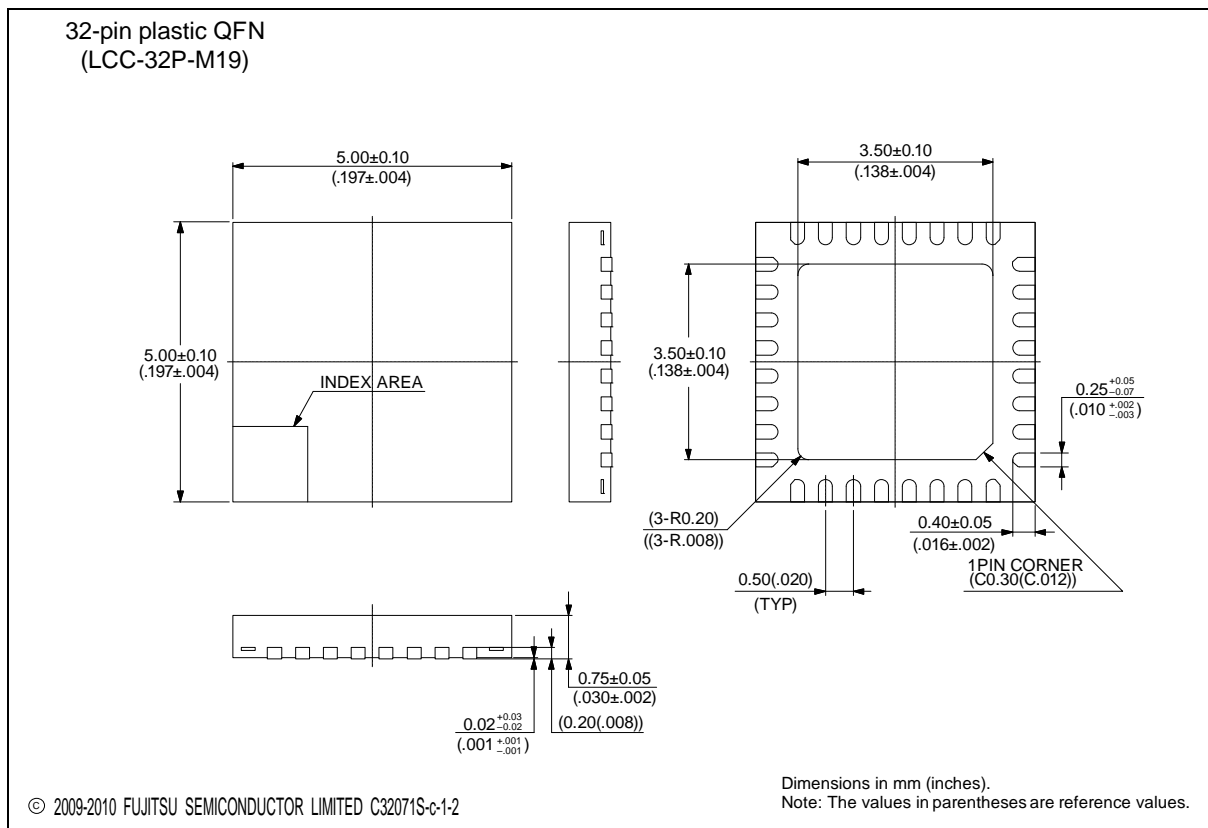 32-pin plastic QFN
(LCC-32P-M19)
5.00±0.10
(.197±.004)
3.50±0.10
(.138±.004)
5.00±0.10
(.197±.004)
INDEX AREA
3.50±0.10
(.138±.004)
0.25 +0.05 –0.07
(.010 +.002 –.003)
(3-R0.20)
((3-R.008))
0.40±0.05
(.016±.002)
1PIN CORNER
(C0.30(C.012))
0.50(.020)
(TYP)
0.75±0.05
(.030±.002)
0.02 +0.03 –0.02
(.001 +.001 –.001)
(0.20(.008))
Dimensions in mm (inches).
Note: The values in parentheses are reference values.
© 2009-2010 FUJITSU SEMICONDUCTOR LIMITED C32071S-c-1-2